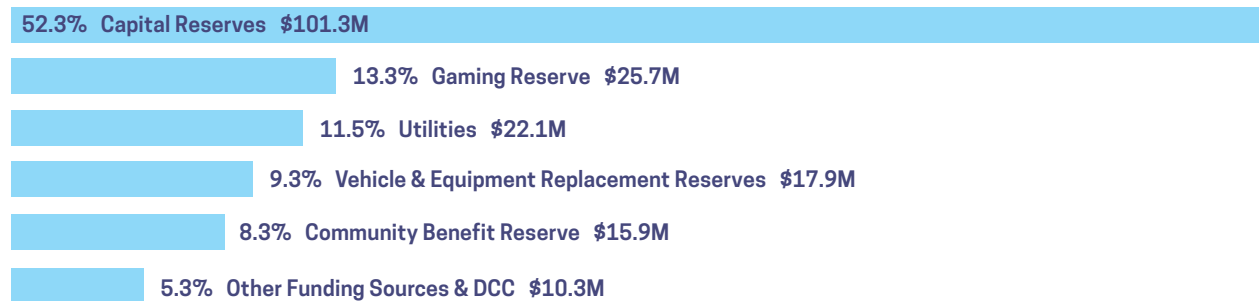 52.3% Capital Reserves $101.3M
13.3% Gaming Reserve $25.7M
11.5% Utilities $22.1M
9.3% Vehicle & Equipment Replacement Reserves $17.9M
8.3% Community Benefit Reserve $15.9M
5.3% Other Funding Sources & DCC $10.3M